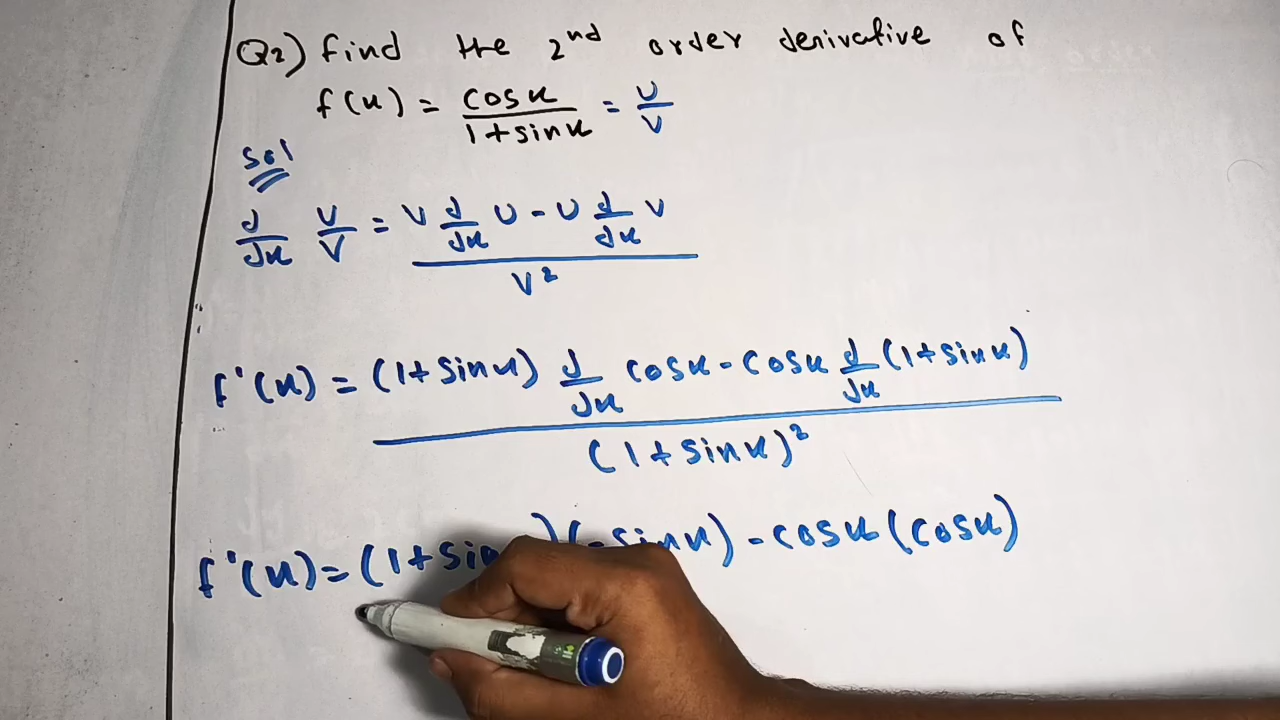 Q2) find the 2nd order derivative of
f(x) = cosx/1+sinx = U/V
Sol
d/dx U/V = V d/dx U - U d/dx V / V²
f'(x) = (1+sinx) d/dx cosx - cosx d/dx (1+sinx) / (1+sinx)²
f'(x) = (1+sin )(-sinx) - cosx (cosx)